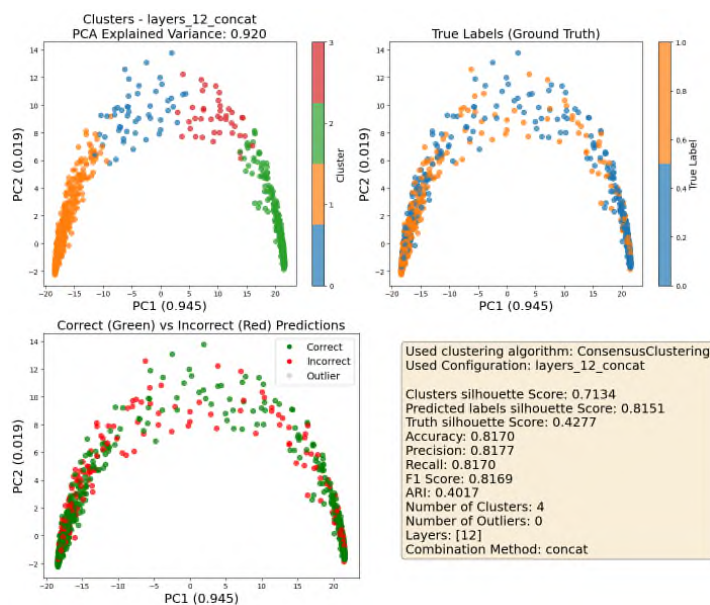 Clusters - layers_12_concat
PCA Explained Variance: 0.920
14
12
10
8
6
4
2
0
−2
PC2 (0.019)
−20
−15
−10
−5
0
5
10
15
20
PC1 (0.945)
3
2
1
0
Cluster
True Labels (Ground Truth)
14
12
10
8
6
4
2
0
−2
PC2 (0.019)
−20
−15
−10
−5
0
5
10
15
20
PC1 (0.945)
1.0
0.8
0.6
0.4
0.2
0.0
True Label
Correct (Green) vs Incorrect (Red) Predictions
Correct
Incorrect
Outlier
14
12
10
8
6
4
2
0
−2
PC2 (0.019)
−20
−15
−10
−5
0
5
10
15
20
PC1 (0.945)
Used clustering algorithm: ConsensusClustering
Used Configuration: layers_12_concat
Clusters silhouette Score: 0.7134
Predicted labels silhouette Score: 0.8151
Truth silhouette Score: 0.4277
Accuracy: 0.8170
Precision: 0.8177
Recall: 0.8170
F1 Score: 0.8169
ARI: 0.4017
Number of Clusters: 4
Number of Outliers: 0
Layers: [12]
Combination Method: concat